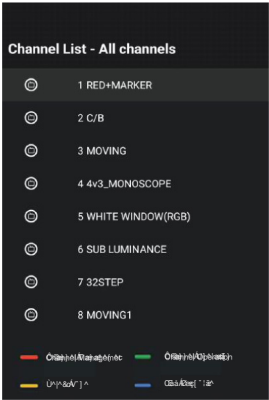 Channel List - All channels
1 RED+MARKER
2 C/B
3 MOVING
4 4v3_MONOSCOPE
5 WHITE WINDOW(RGB)
6 SUB LUMINANCE
7 32STEP
8 MOVING1